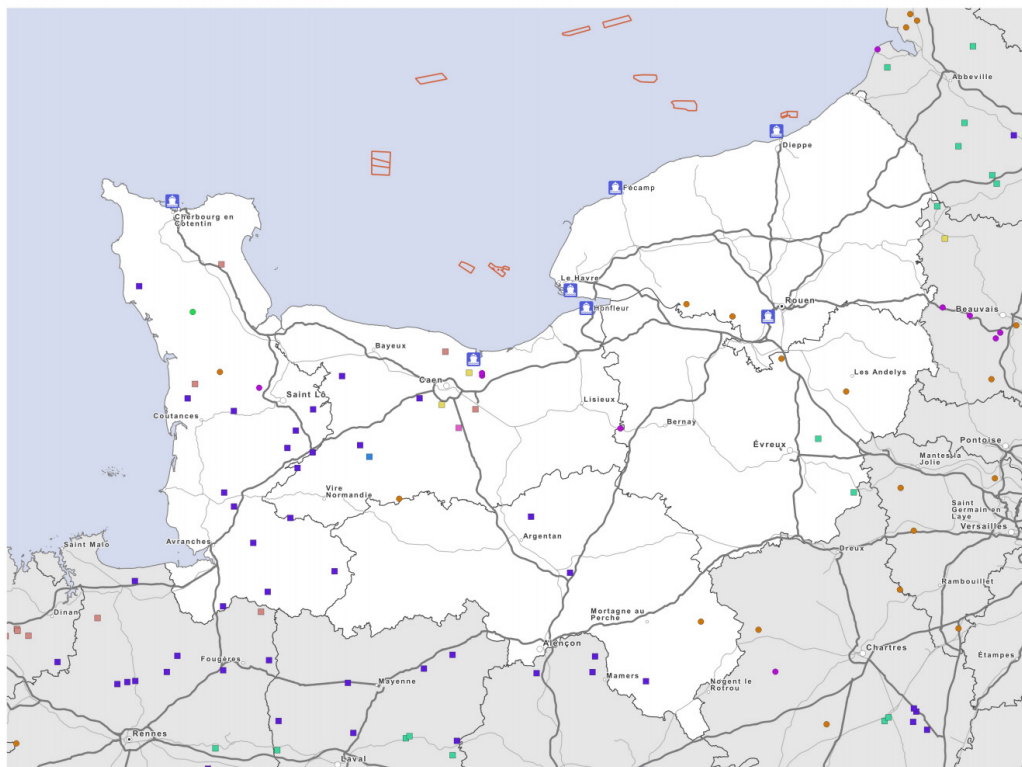 Abbeville
Dieppe
Fécamp
Cherbourg en
Cotentin
Le Havre
Honfleur
Rouen
Beauvais
Bayeux
Caen
Les Andelys
Saint Lô
Lisieux
Coutances
Bernay
Évreux
Pontoise
Mantes la
Jolie
Vire
Normandie
Saint
Germain en
Laye
Versailles
Argentan
Avranches
Saint Malo
Dreux
Rambouillet
Dinan
Mortagne au
Perche
Alençon
Chartres
Étampes
Fougères
Mayenne
Mamers
Nogent le
Rotrou
Rennes
Laval